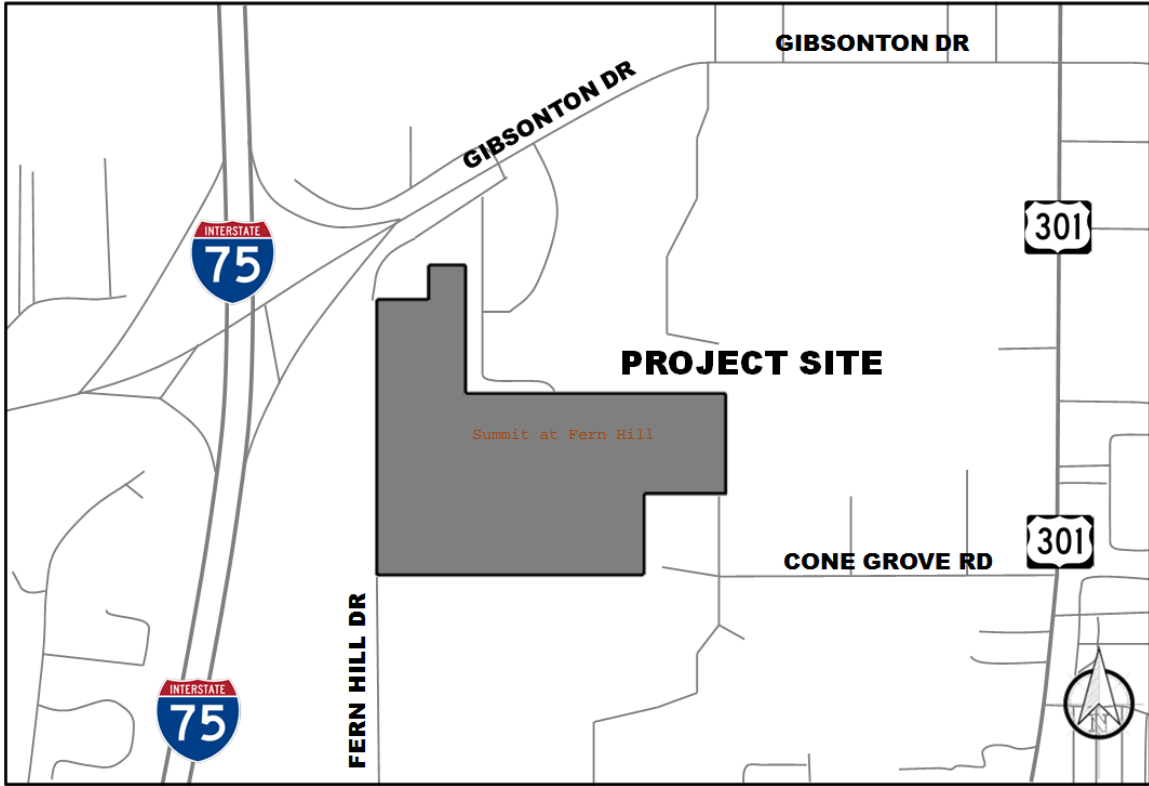 GIBSONTON DR
GIBSONTON DR
INTERSTATE
75
301
PROJECT SITE
Summit at Fern Hill
301
CONE GROVE RD
FERN HILL DR
INTERSTATE
75
N